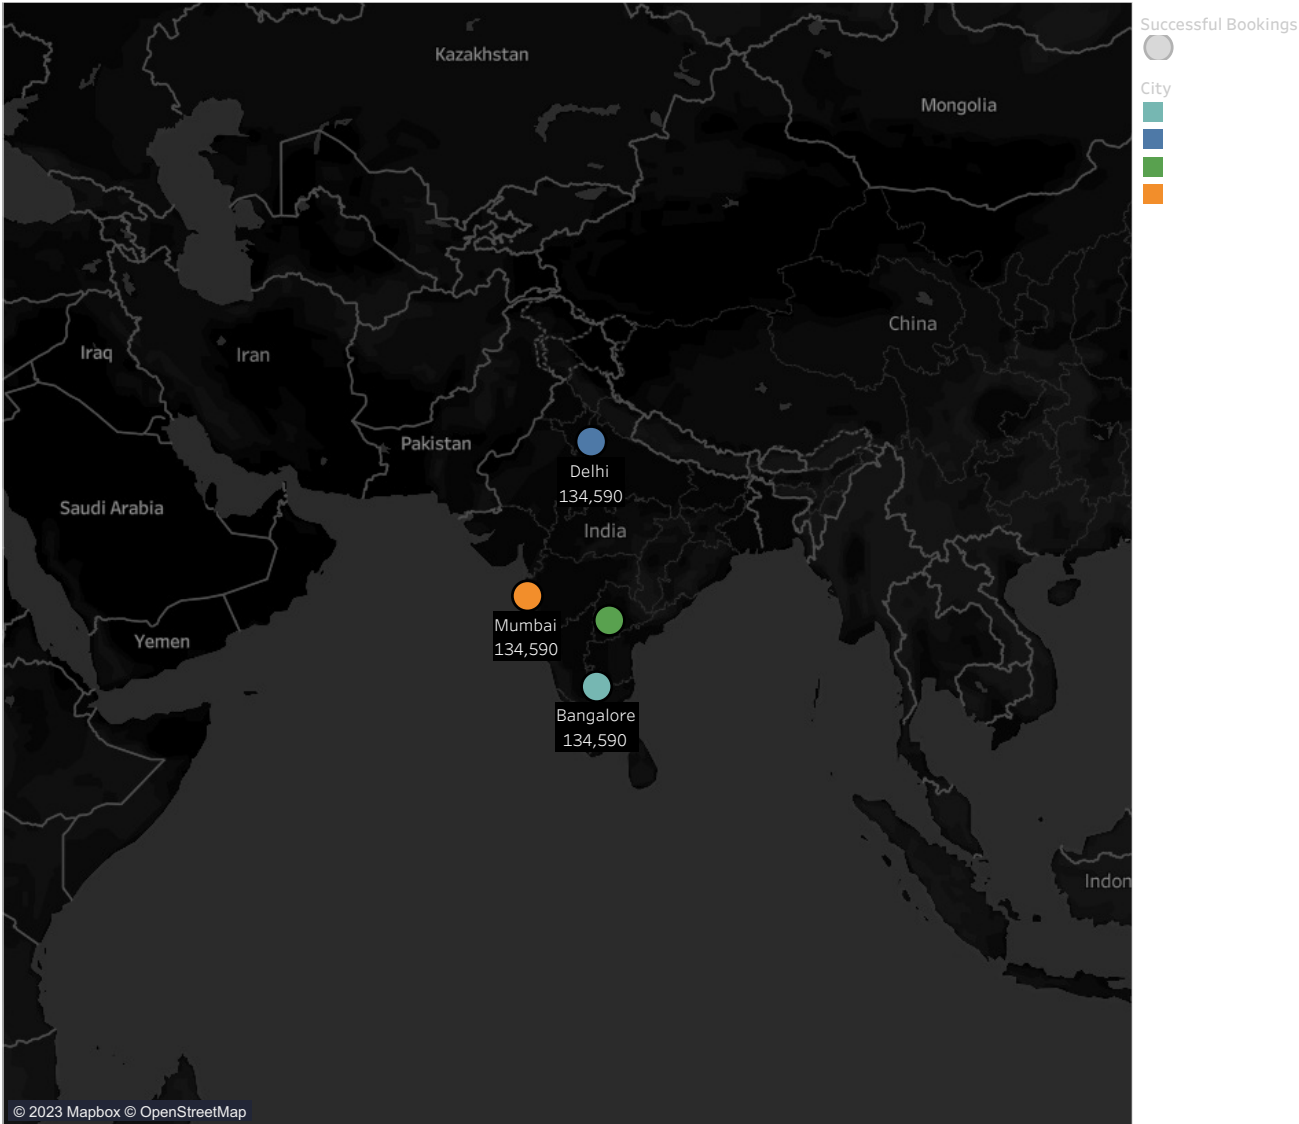 Successful Bookings
City
Kazakhstan
Mongolia
China
Iraq
Iran
Pakistan
Delhi
134,590
Saudi Arabia
India
Mumbai
134,590
Yemen
Bangalore
134,590
Indon
© 2023 Mapbox © OpenStreetMap